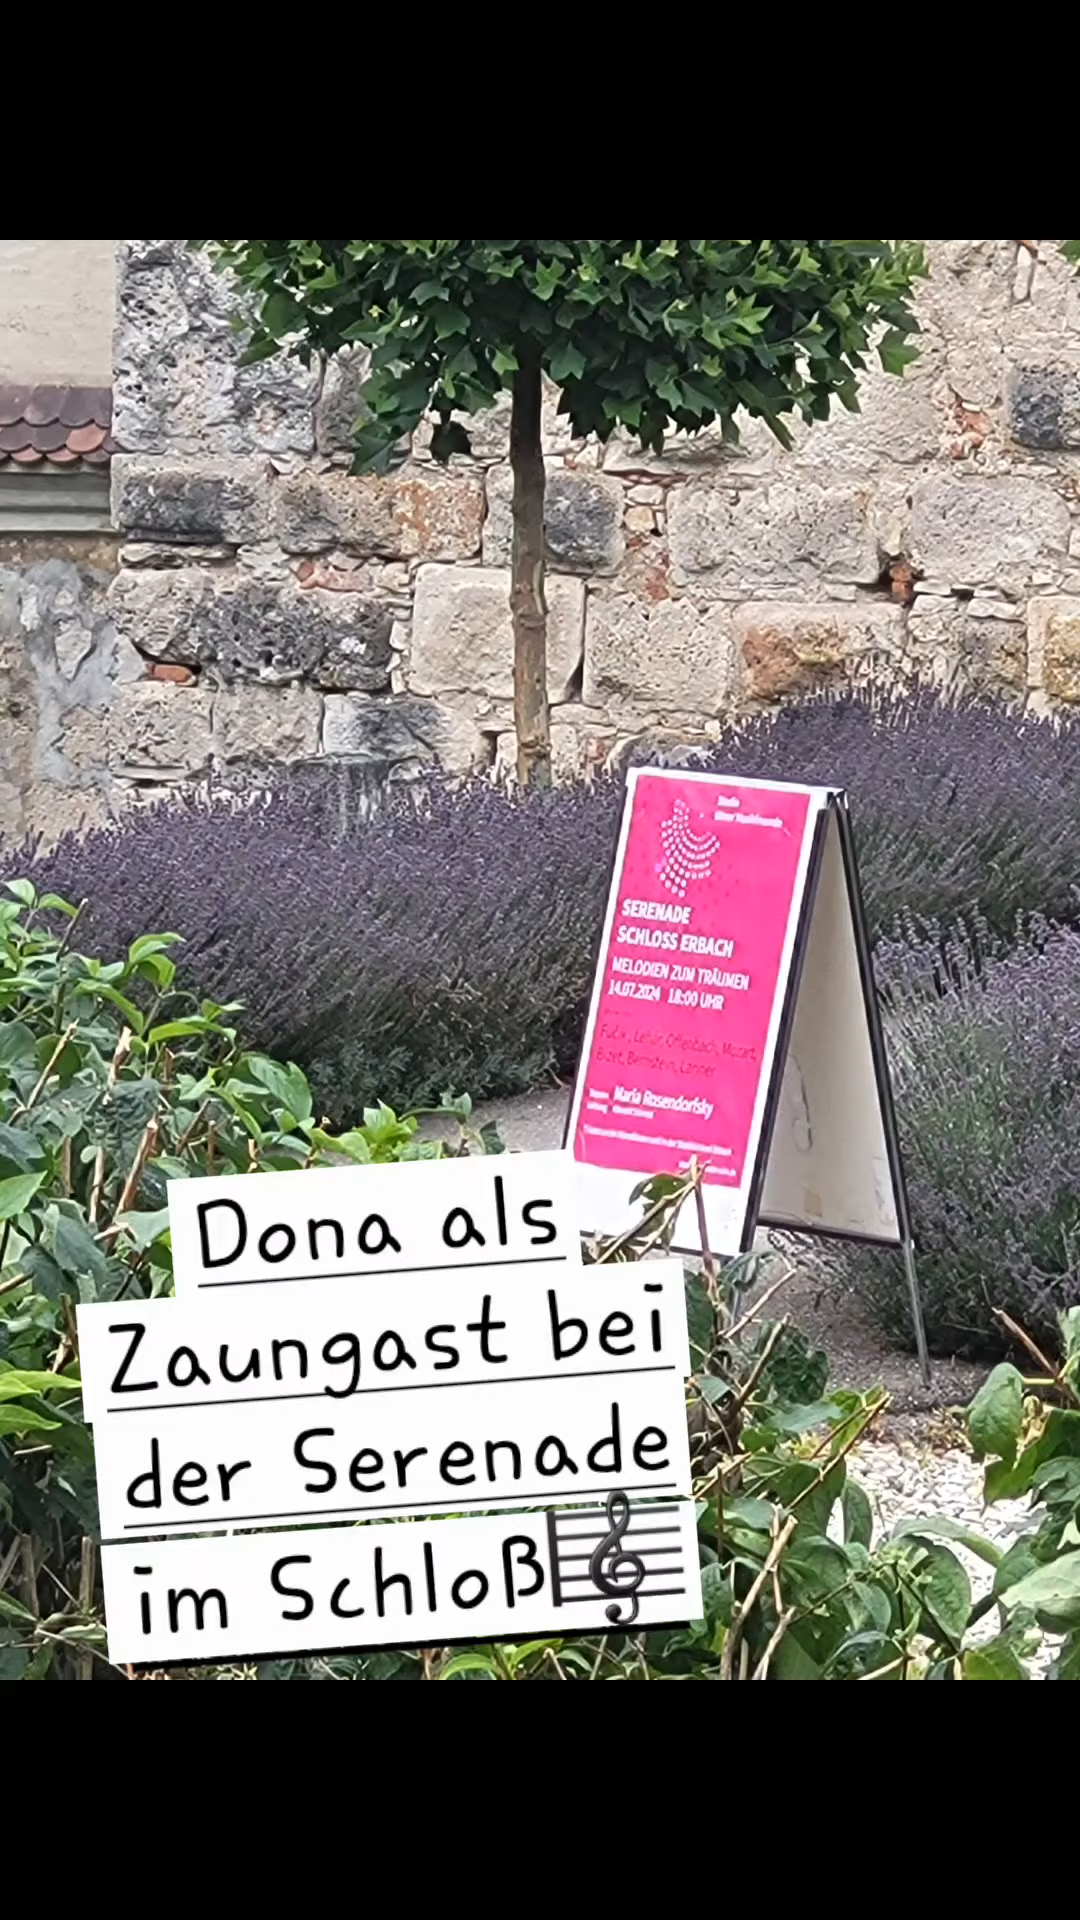 SERENADE
SCHLOSS ERBACH
MELODIEN ZUM TRÄUMEN
14.07.2024 18:00 UHR
Fučik, Lehár, Offenbach, Mozart,
Bizet, Bernstein, Lanner
Maria Rosendorfsky
Dona als
Zaungast bei
der Serenade
im Schloß